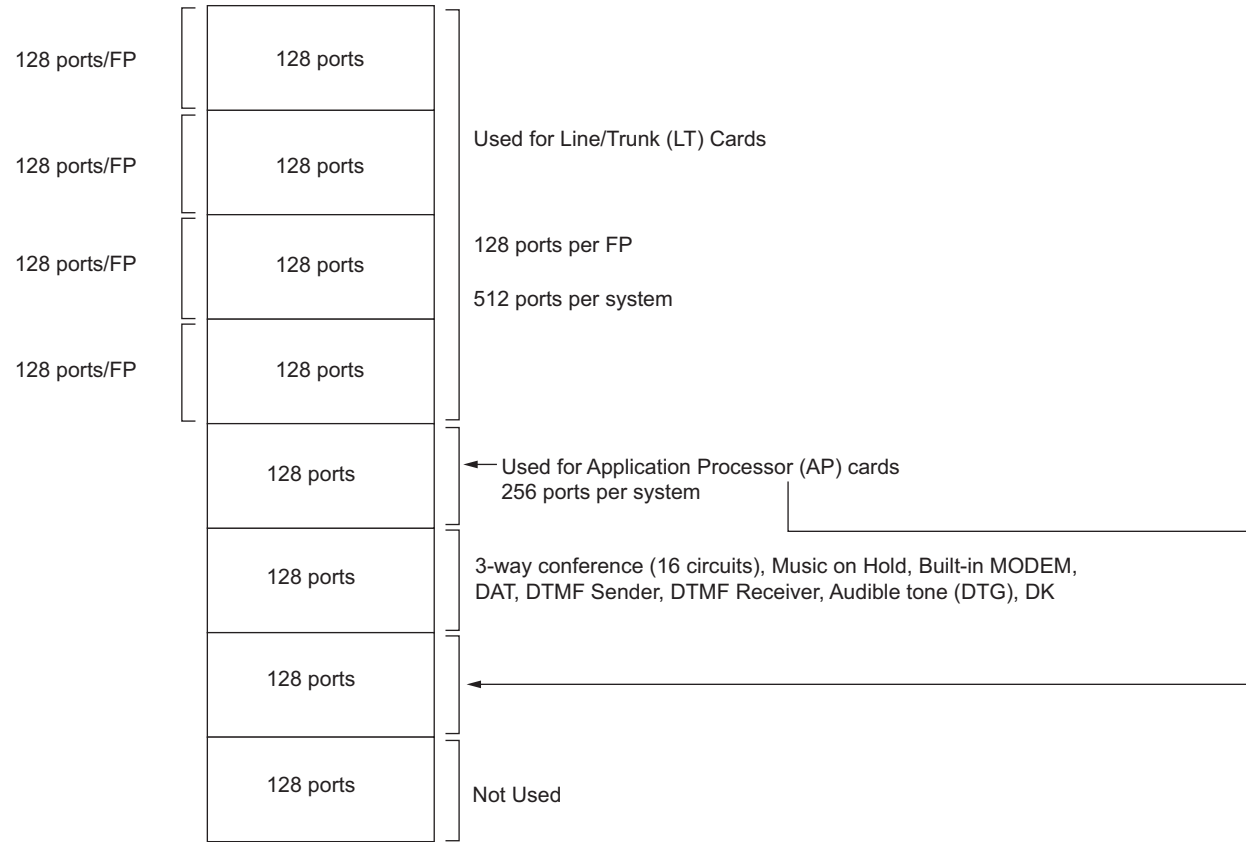 128 ports/FP
128 ports
128 ports/FP
128 ports
Used for Line/Trunk (LT) Cards
128 ports/FP
128 ports
128 ports per FP
512 ports per system
128 ports/FP
128 ports
128 ports
Used for Application Processor (AP) cards
256 ports per system
128 ports
3-way conference (16 circuits), Music on Hold, Built-in MODEM,
DAT, DTMF Sender, DTMF Receiver, Audible tone (DTG), DK
128 ports
128 ports
Not Used